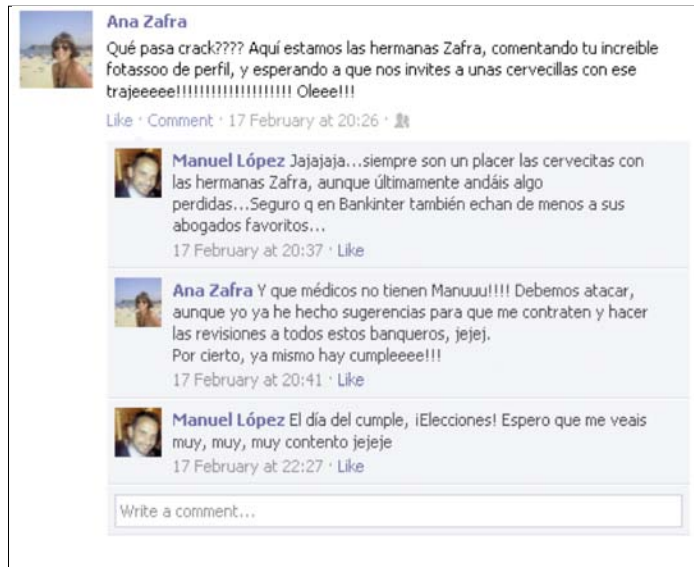 Ana Zafra
Qué pasa crack???? Aquí estamos las hermanas Zafra, comentando tu increible
fotassoo de perfil, y esperando a que nos invites a unas cervecillas con ese
trajeeeee!!!!!!!!!!!!!!!!!!!! Oleee!!!
Like · Comment · 17 February at 20:26 ·
Manuel López Jajajaja...siempre son un placer las cervecitas con
las hermanas Zafra, aunque últimamente andáis algo
perdidas...Seguro q en Bankinter también echan de menos a sus
abogados favoritos...
17 February at 20:37 · Like
Ana Zafra Y que médicos no tienen Manuuu!!!! Debemos atacar,
aunque yo ya he hecho sugerencias para que me contraten y hacer
las revisiones a todos estos banqueros, jejej.
Por cierto, ya mismo hay cumpleeee!!!
17 February at 20:41 · Like
Manuel López El día del cumple, ¡Elecciones! Espero que me veais
muy, muy, muy contento jejeje
17 February at 22:27 · Like
Write a comment...